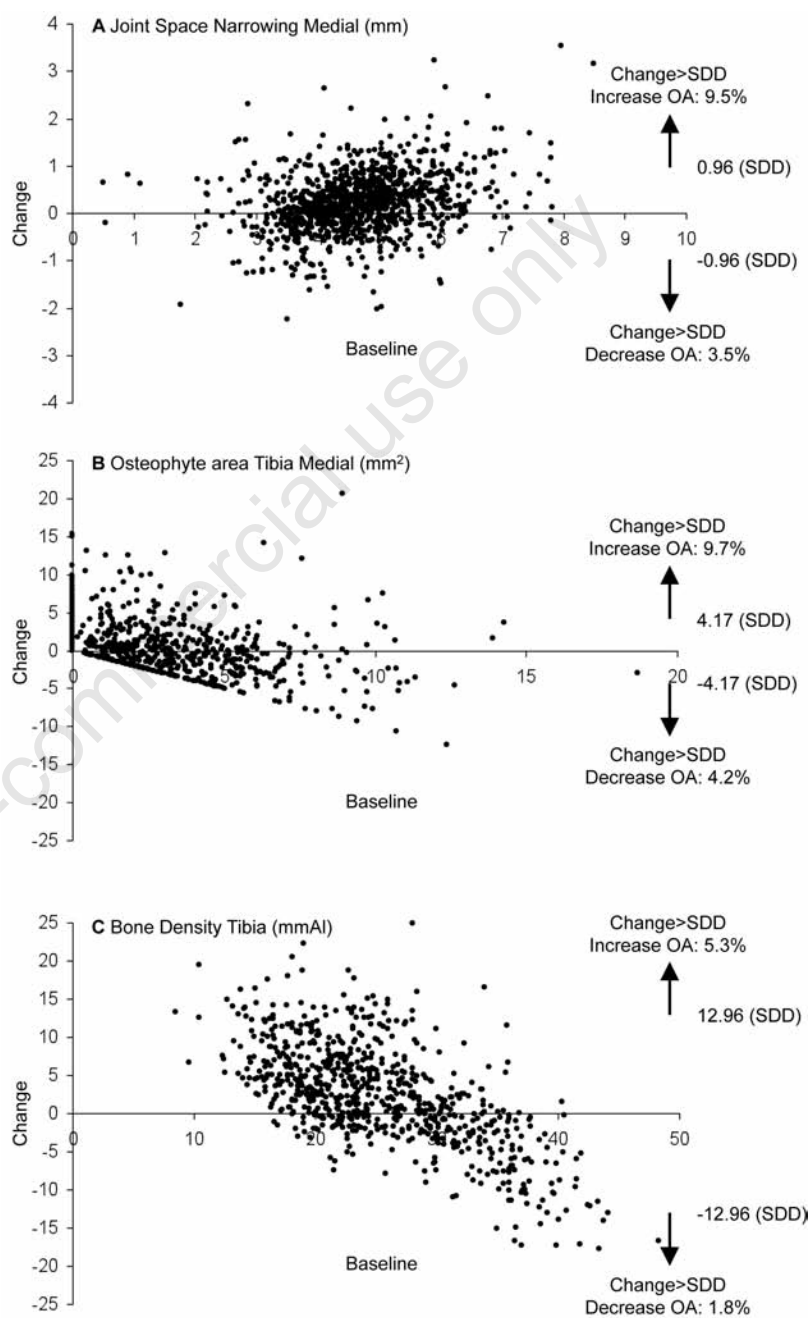 A Joint Space Narrowing Medial (mm)
4
3
2
1
0
-1
-2
-3
-4
Change
0 1 2 3 4 5 6 7 8 9 10
Baseline
Change>SDD
Increase OA: 9.5%
0.96 (SDD)
-0.96 (SDD)
Change>SDD
Decrease OA: 3.5%
B Osteophyte area Tibia Medial (mm²)
25
20
15
10
5
0
-5
-10
-15
-20
-25
Change
0 5 10 15 20
Baseline
Change>SDD
Increase OA: 9.7%
4.17 (SDD)
-4.17 (SDD)
Change>SDD
Decrease OA: 4.2%
C Bone Density Tibia (mmAl)
25
20
15
10
5
0
-5
-10
-15
-20
-25
Change
0 10 20 30 40 50
Baseline
Change>SDD
Increase OA: 5.3%
12.96 (SDD)
-12.96 (SDD)
Change>SDD
Decrease OA: 1.8%
-commercial use only